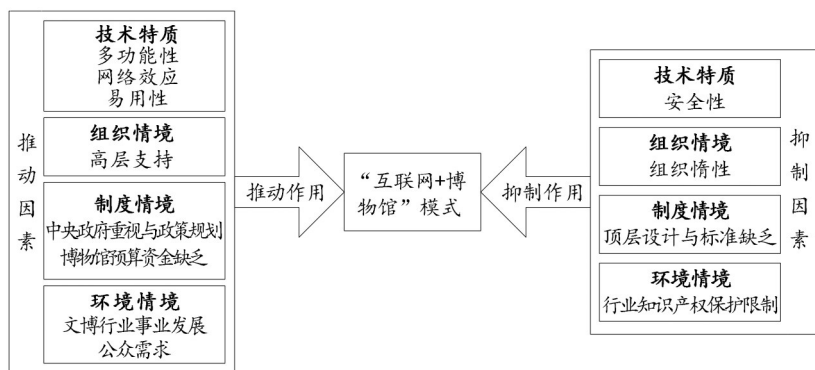 推动因素
技术特质
多功能性
网络效应
易用性
组织情境
高层支持
制度情境
中央政府重视与政策规划
博物馆预算资金缺乏
环境情境
文博行业事业发展
公众需求
推动作用
“互联网+博
物馆”模式
抑制作用
技术特质
安全性
组织情境
组织惰性
制度情境
顶层设计与标准缺乏
环境情境
行业知识产权保护限制
抑制因素